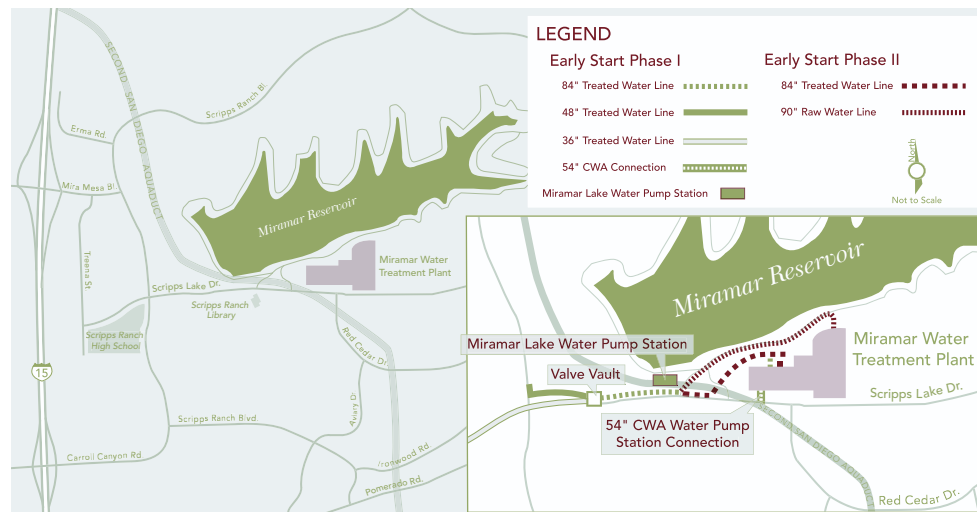 LEGEND
Early Start Phase I
84" Treated Water Line
48" Treated Water Line
36" Treated Water Line
54" CWA Connection
Miramar Lake Water Pump Station
Early Start Phase II
84" Treated Water Line
90" Raw Water Line
North
Not to Scale
SECOND SAN DIEGO AQUADUCT
Scripps Ranch Bl.
Erma Rd.
Mira Mesa Bl.
Treena St.
Miramar Reservoir
Miramar Water
Treatment Plant
Scripps Lake Dr.
Scripps Ranch
Library
Scripps Ranch
High School
Red Cedar Dr.
15
Aviary Dr.
Scripps Ranch Blvd.
Carroll Canyon Rd.
Ironwood Rd.
Pomerado Rd.
Miramar Reservoir
Miramar Lake Water Pump Station
Valve Vault
Miramar Water
Treatment Plant
Scripps Lake Dr.
54" CWA Water Pump
Station Connection
SECOND SAN DIEGO AQUADUCT
Red Cedar Dr.